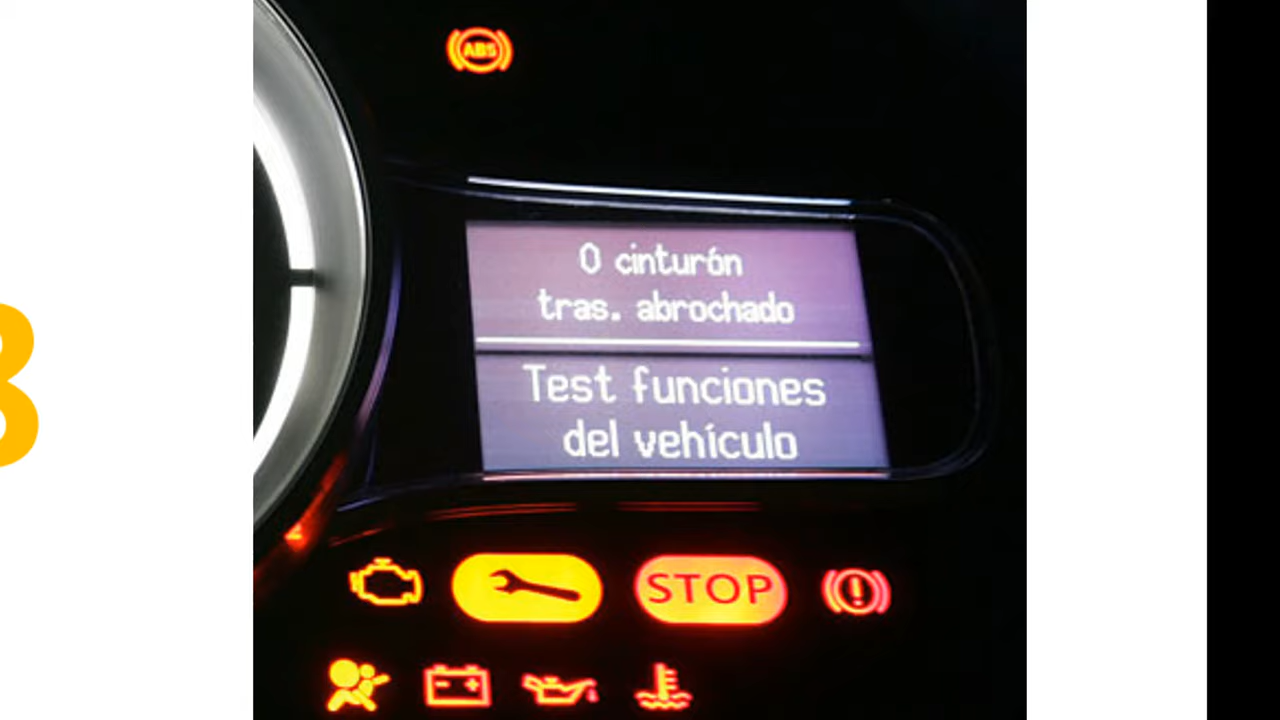 ABS
0 cinturón
tras. abrochado
Test funciones
del vehículo
STOP